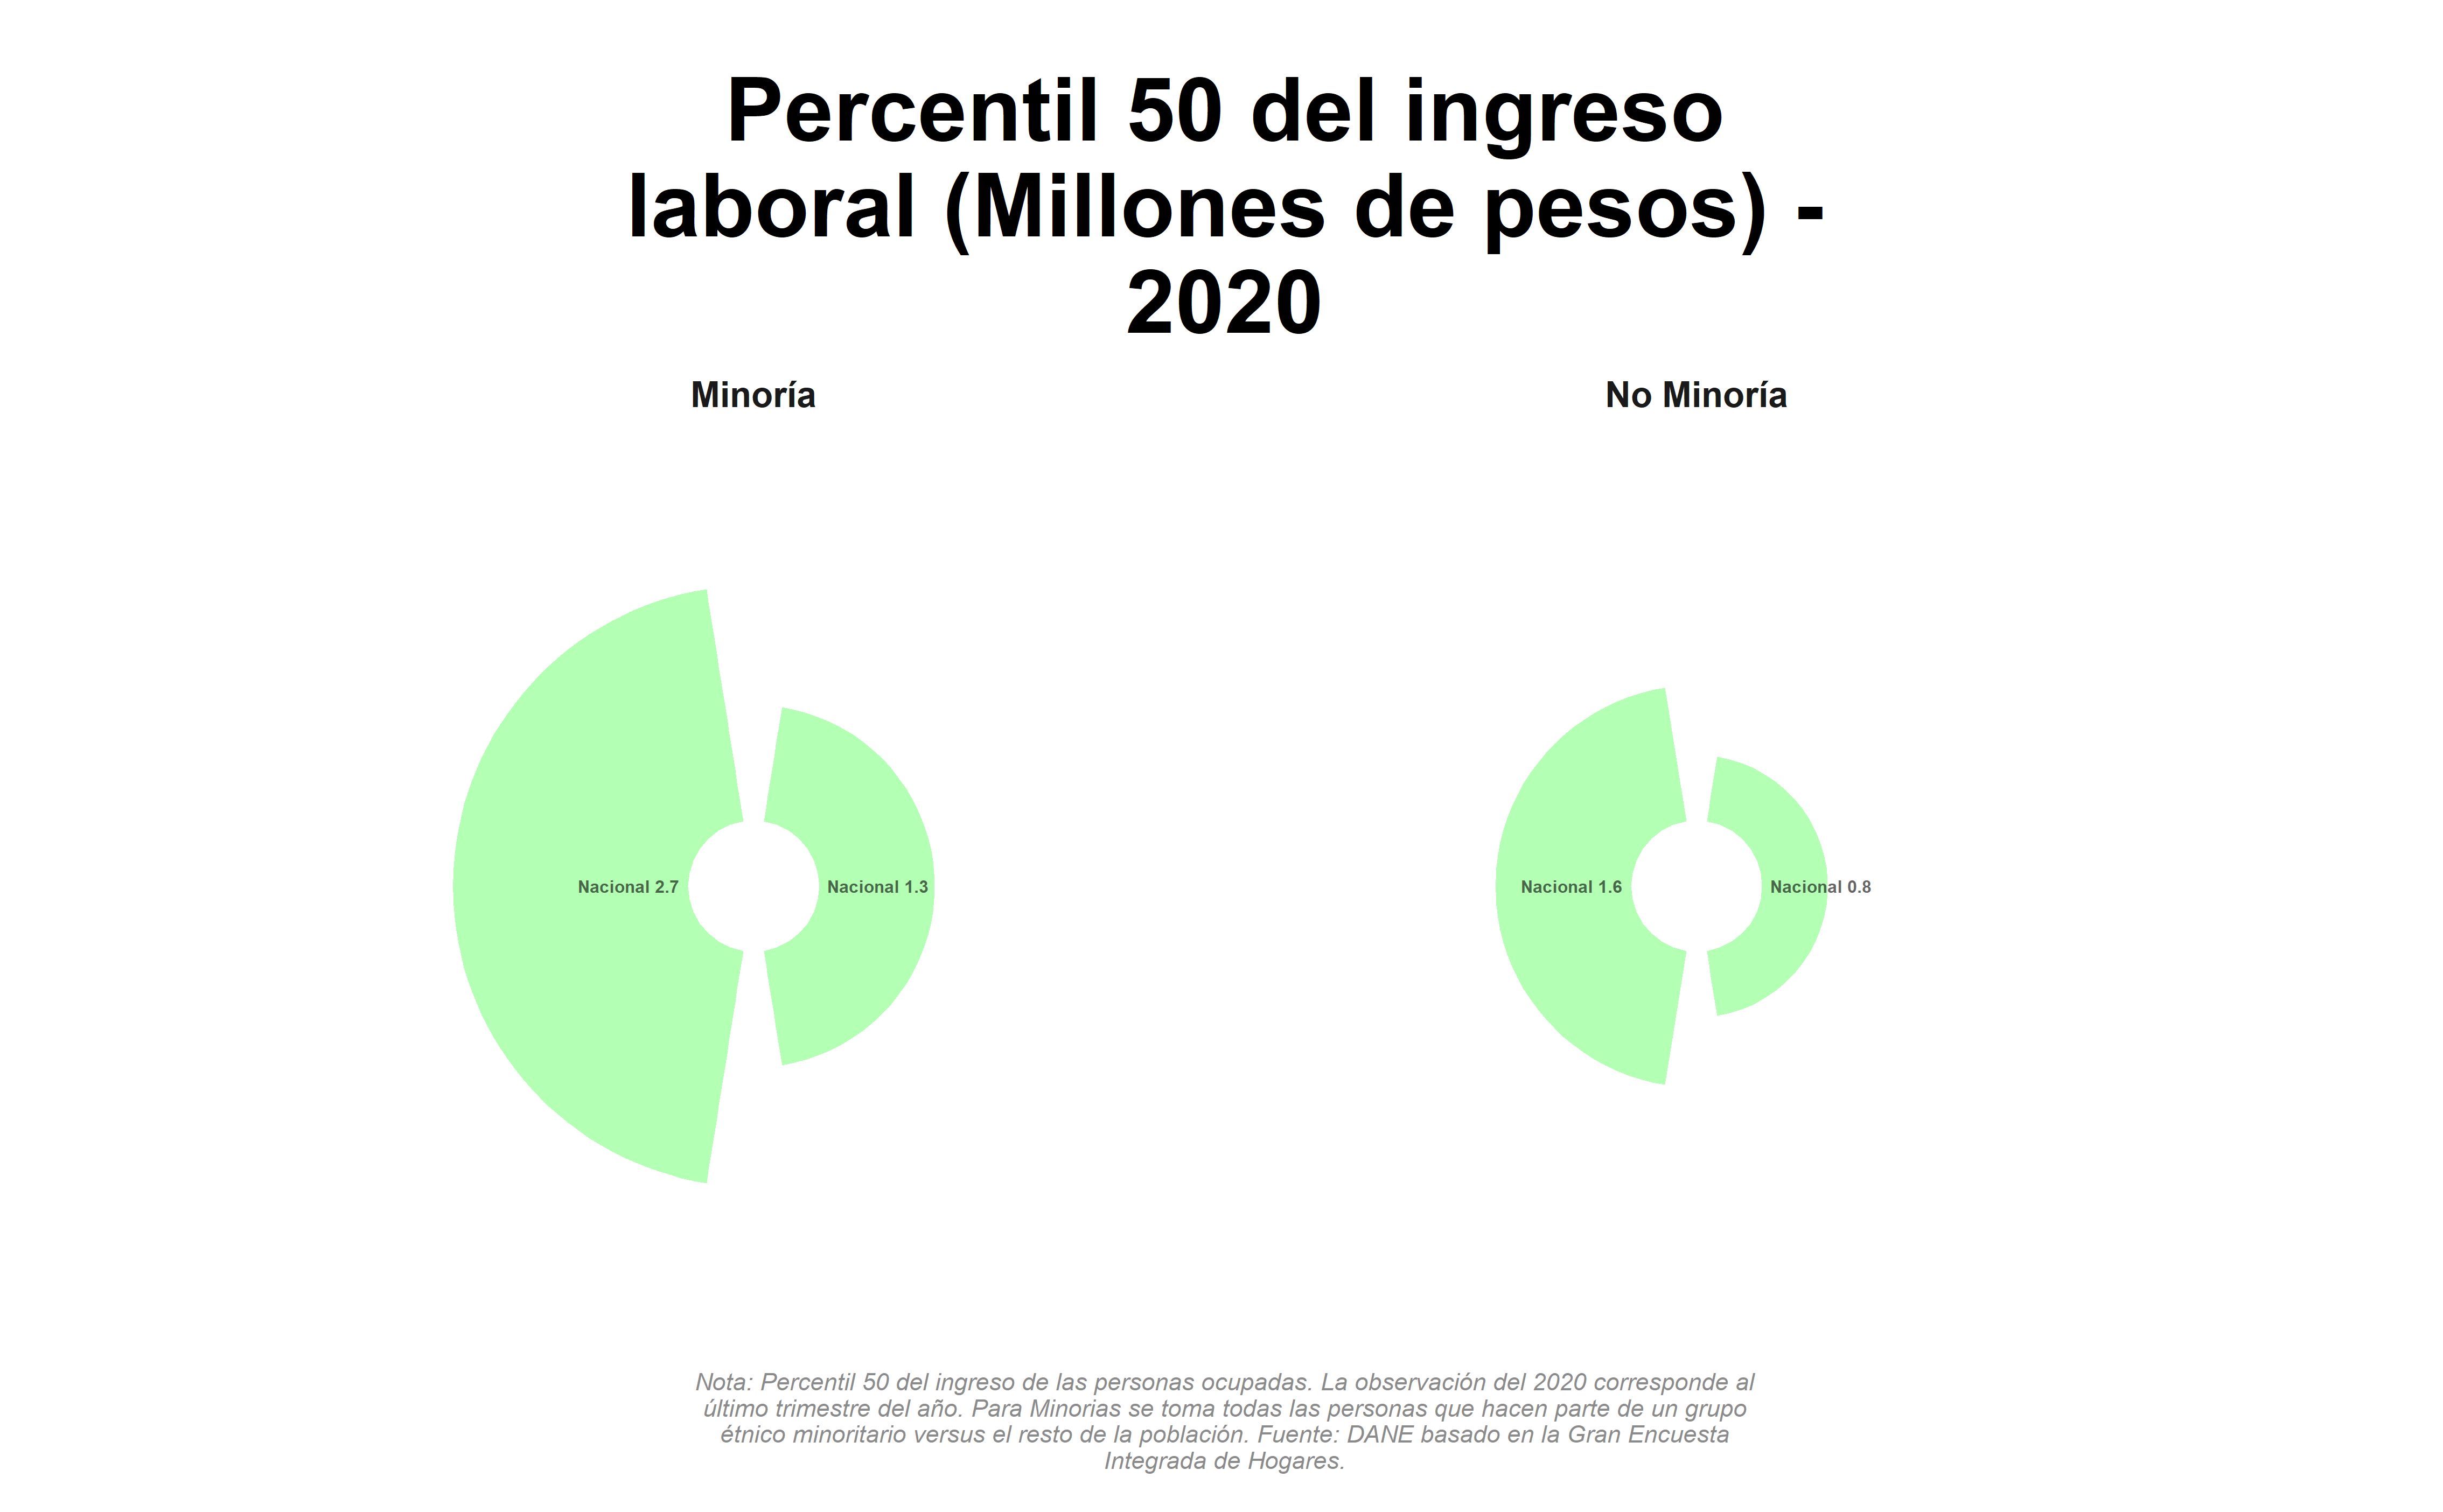 Percentil 50 del ingreso
laboral (Millones de pesos) -
2020
Minoría
No Minoría
Nacional 2.7
Nacional 1.3
Nacional 1.6
Nacional 0.8
Nota: Percentil 50 del ingreso de las personas ocupadas. La observación del 2020 corresponde al
último trimestre del año. Para Minorias se toma todas las personas que hacen parte de un grupo
étnico minoritario versus el resto de la población. Fuente: DANE basado en la Gran Encuesta
Integrada de Hogares.